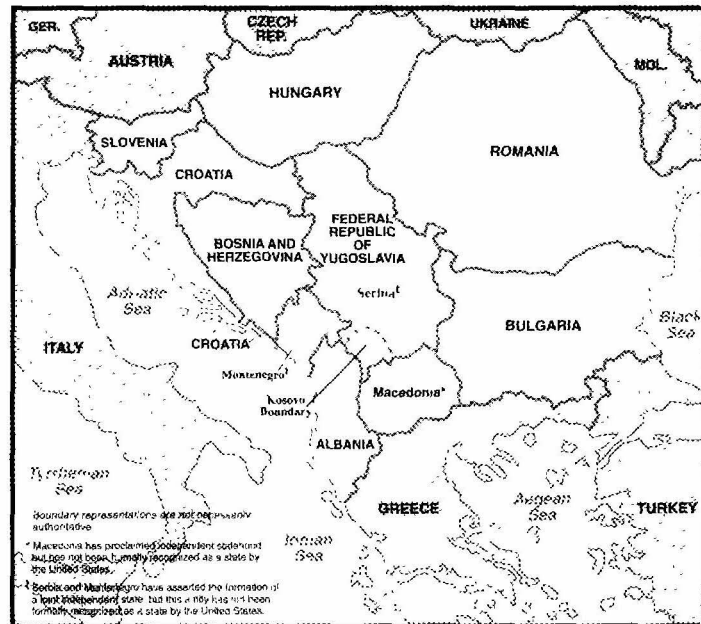 GER.
CZECH
REP.
UKRAINE
AUSTRIA
MOL.
HUNGARY
SLOVENIA
ROMANIA
CROATIA
FEDERAL
REPUBLIC
OF
YUGOSLAVIA
BOSNIA AND
HERZEGOVINA
Serbia‡
Adriatic
Sea
BULGARIA
Black
Sea
ITALY
CROATIA
Montenegro‡
Macedonia*
Kosovo
Boundary
ALBANIA
Tyrrhenian
Sea
GREECE
Aegean
Sea
TURKEY
Ionian
Sea
Boundary representations are not necessarily
authoritative
* Macedonia has proclaimed independent statehood
but has not been formally recognized as a state by
the United States.
‡ Serbia and Montenegro have asserted the formation of
a joint independent state, but this entity has not been
formally recognized as a state by the United States.